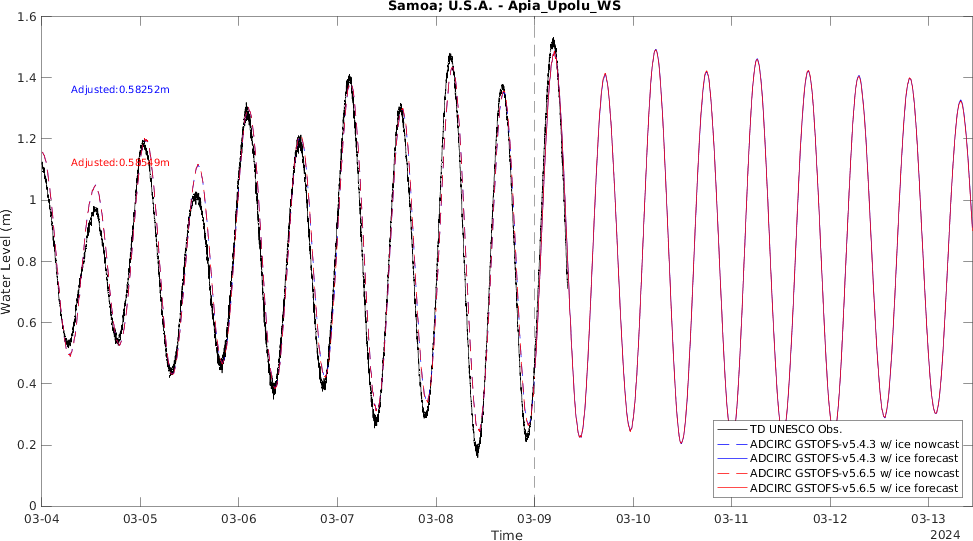 Samoa; U.S.A. - Apia_Upolu_WS
1.6
1.4
1.2
1
0.8
0.6
0.4
0.2
0
Water Level (m)
Adjusted:0.58252m
Adjusted:
TD UNESCO Obs.
ADCIRC GSTOFS-v5.4.3 w/ ice nowcast
ADCIRC GSTOFS-v5.4.3 w/ ice forecast
ADCIRC GSTOFS-v5.6.5 w/ ice nowcast
ADCIRC GSTOFS-v5.6.5 w/ ice forecast
03-04 03-05 03-06 03-07 03-08 03-09 03-10 03-11 03-12 03-13
Time
2024